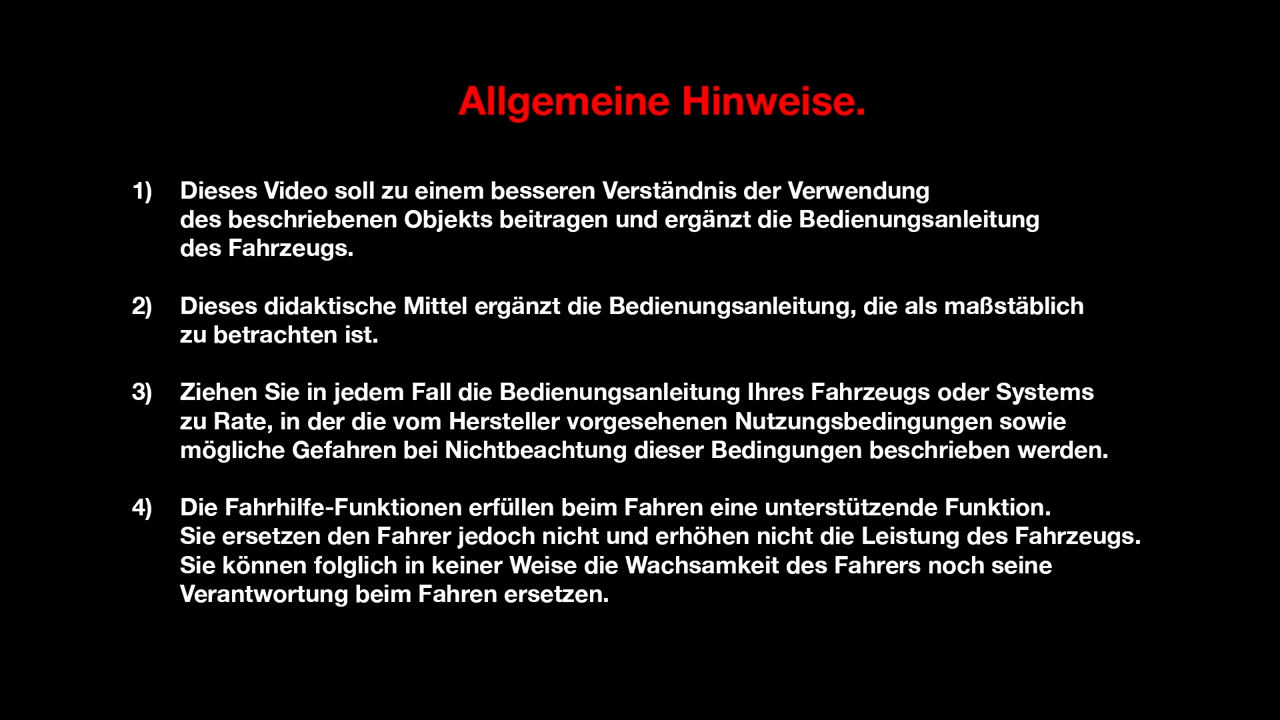 Allgemeine Hinweise.
1) Dieses Video soll zu einem besseren Verständnis der Verwendung
des beschriebenen Objekts beitragen und ergänzt die Bedienungsanleitung
des Fahrzeugs.
2) Dieses didaktische Mittel ergänzt die Bedienungsanleitung, die als maßstäblich
zu betrachten ist.
3) Ziehen Sie in jedem Fall die Bedienungsanleitung Ihres Fahrzeugs oder Systems
zu Rate, in der die vom Hersteller vorgesehenen Nutzungsbedingungen sowie
mögliche Gefahren bei Nichtbeachtung dieser Bedingungen beschrieben werden.
4) Die Fahrhilfe-Funktionen erfüllen beim Fahren eine unterstützende Funktion.
Sie ersetzen den Fahrer jedoch nicht und erhöhen nicht die Leistung des Fahrzeugs.
Sie können folglich in keiner Weise die Wachsamkeit des Fahrers noch seine
Verantwortung beim Fahren ersetzen.